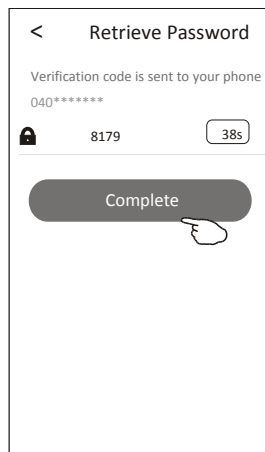 < Retrieve Password
Verification code is sent to your phone
040*******
8179 38s
Complete